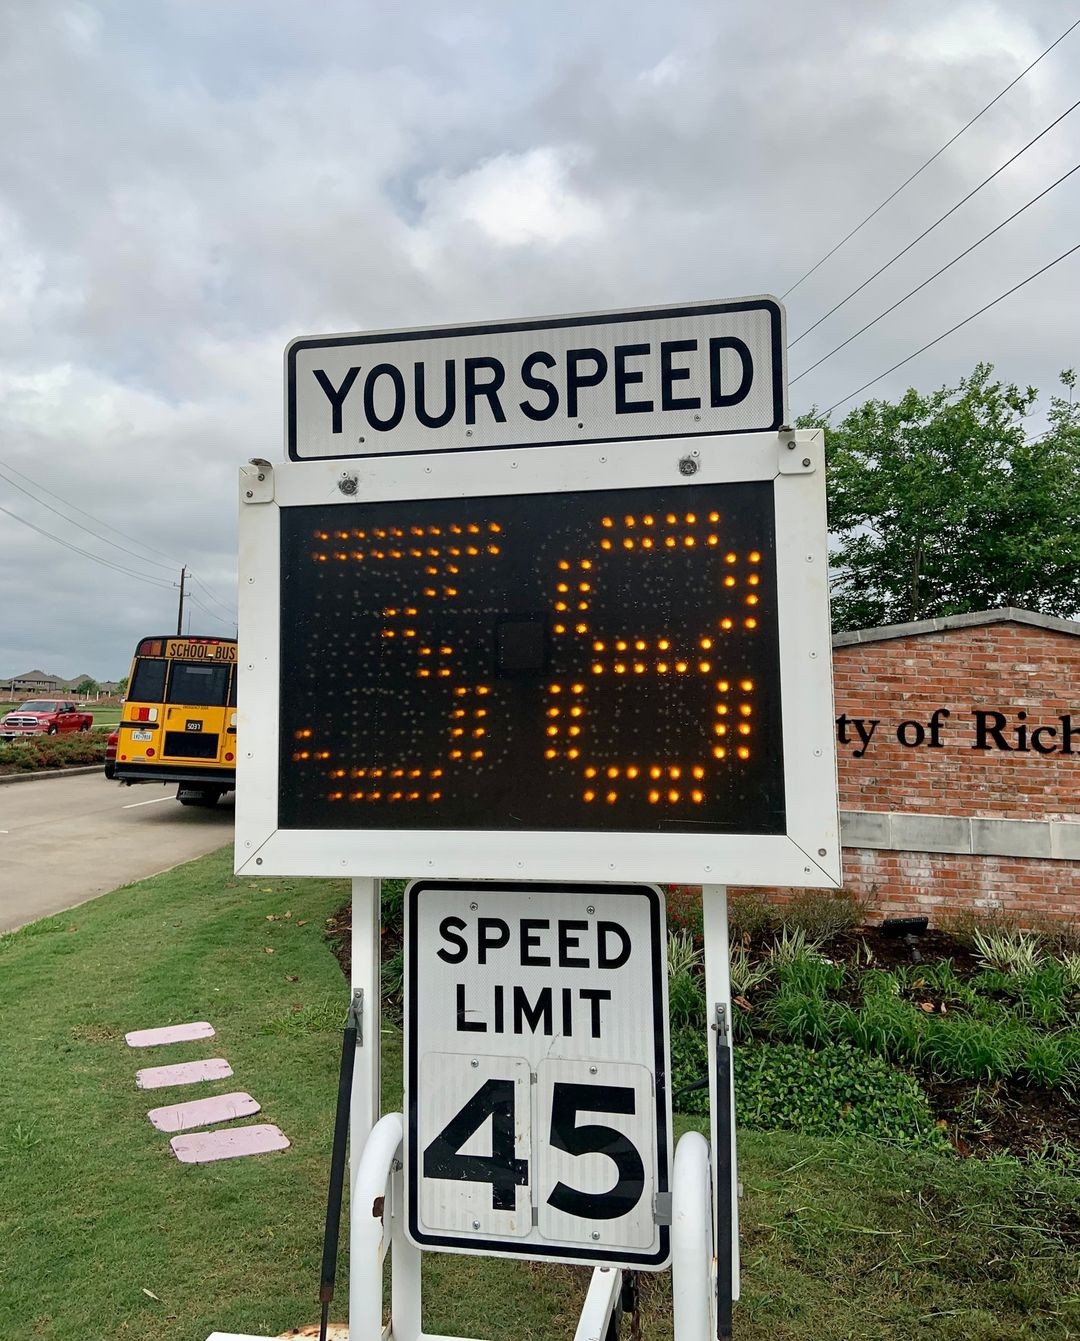 YOUR SPEED
38
SCHOOL BUS
ty of Rich
SPEED
LIMIT
45